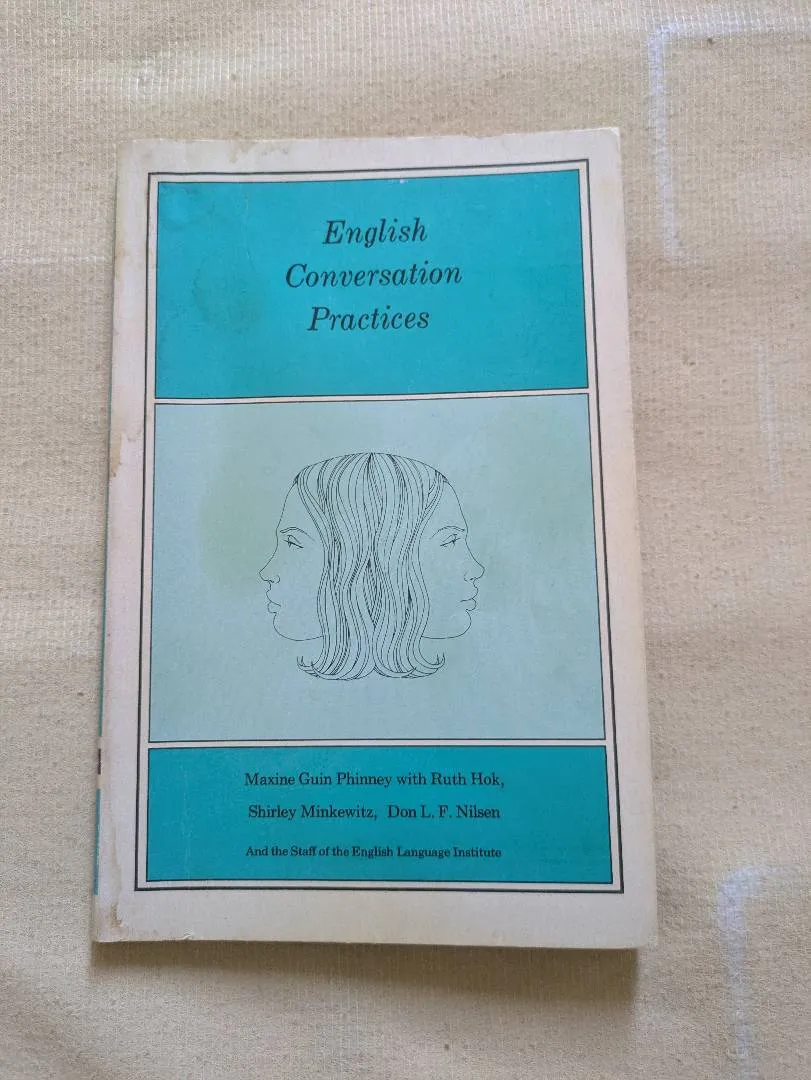 English
Conversation
Practices
Maxine Guin Phinney with Ruth Hok,
Shirley Minkewitz, Don L. F. Nilsen
And the Staff of the English Language Institute